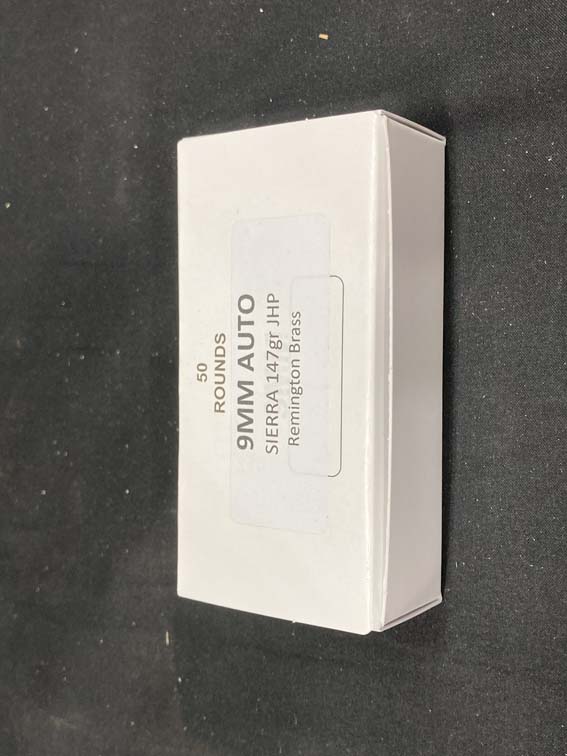 50
ROUNDS
9MM AUTO
SIERRA 147gr JHP
Remington Brass